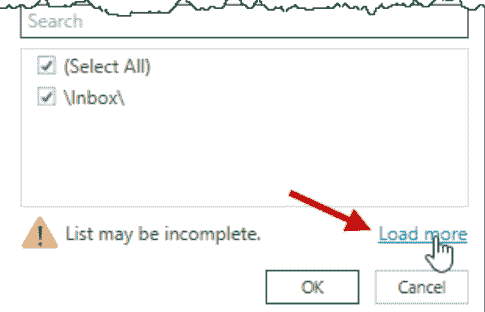 Search
(Select All)
\Inbox\
List may be incomplete.
Load more
OK
Cancel